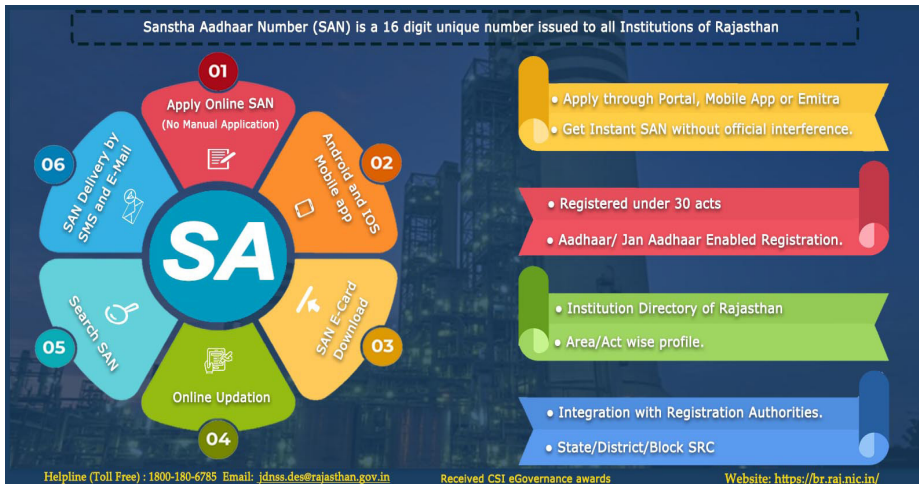 Sanstha Aadhaar Number (SAN) is a 16 digit unique number issued to all Institutions of Rajasthan
01
Apply Online SAN
(No Manual Application)
02
Android and IOS
Mobile app
03
SAN E-Card
Download
04
Online Updation
05
Search SAN
06
SAN Delivery by
SMS and E-Mail
SA
• Apply through Portal, Mobile App or Emitra
• Get Instant SAN without official interference.
• Registered under 30 acts
• Aadhaar/ Jan Aadhaar Enabled Registration.
• Institution Directory of Rajasthan
• Area/Act wise profile.
• Integration with Registration Authorities.
• State/District/Block SRC
Helpline (Toll Free) : 1800-180-6785 Email: jdnss.des@rajasthan.gov.in
Received CSI eGovernance awards
Website: https://br.raj.nic.in/